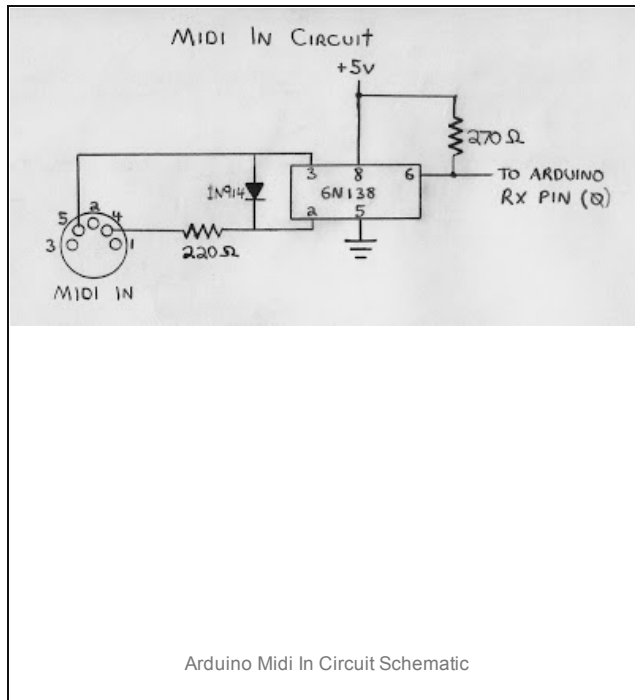 MIDI IN CIRCUIT
+5V
270Ω
3 8 6
TO ARDUINO
1N914
6N138
RX PIN (0)
2 5
5 2 4
220Ω
3 1
MIDI IN
Arduino Midi In Circuit Schematic